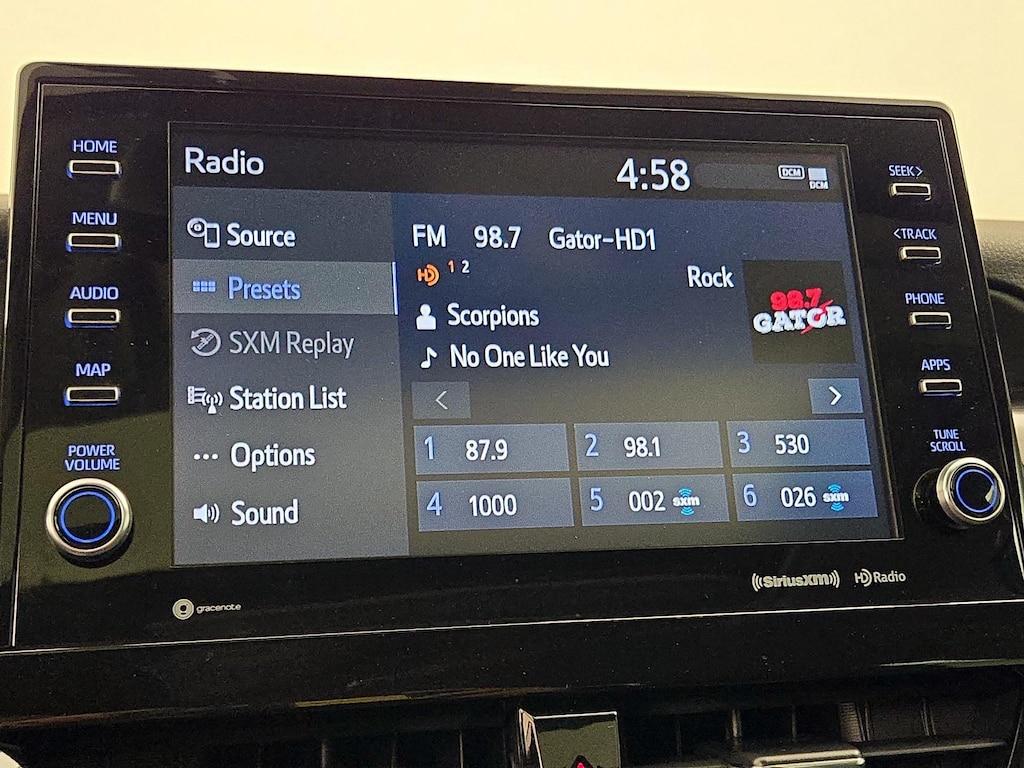 HOME
MENU
AUDIO
MAP
POWER
VOLUME
Radio
4:58
DCM
DCM
Source
Presets
SXM Replay
Station List
Options
Sound
FM 98.7 Gator-HD1
HD 1 2
Rock
Scorpions
No One Like You
98.7
GATOR
<
>
1 87.9
2 98.1
3 530
4 1000
5 002 sxm
6 026 sxm
SEEK>
<TRACK
PHONE
APPS
TUNE
SCROLL
gracenote
((SiriusXM))
HD Radio